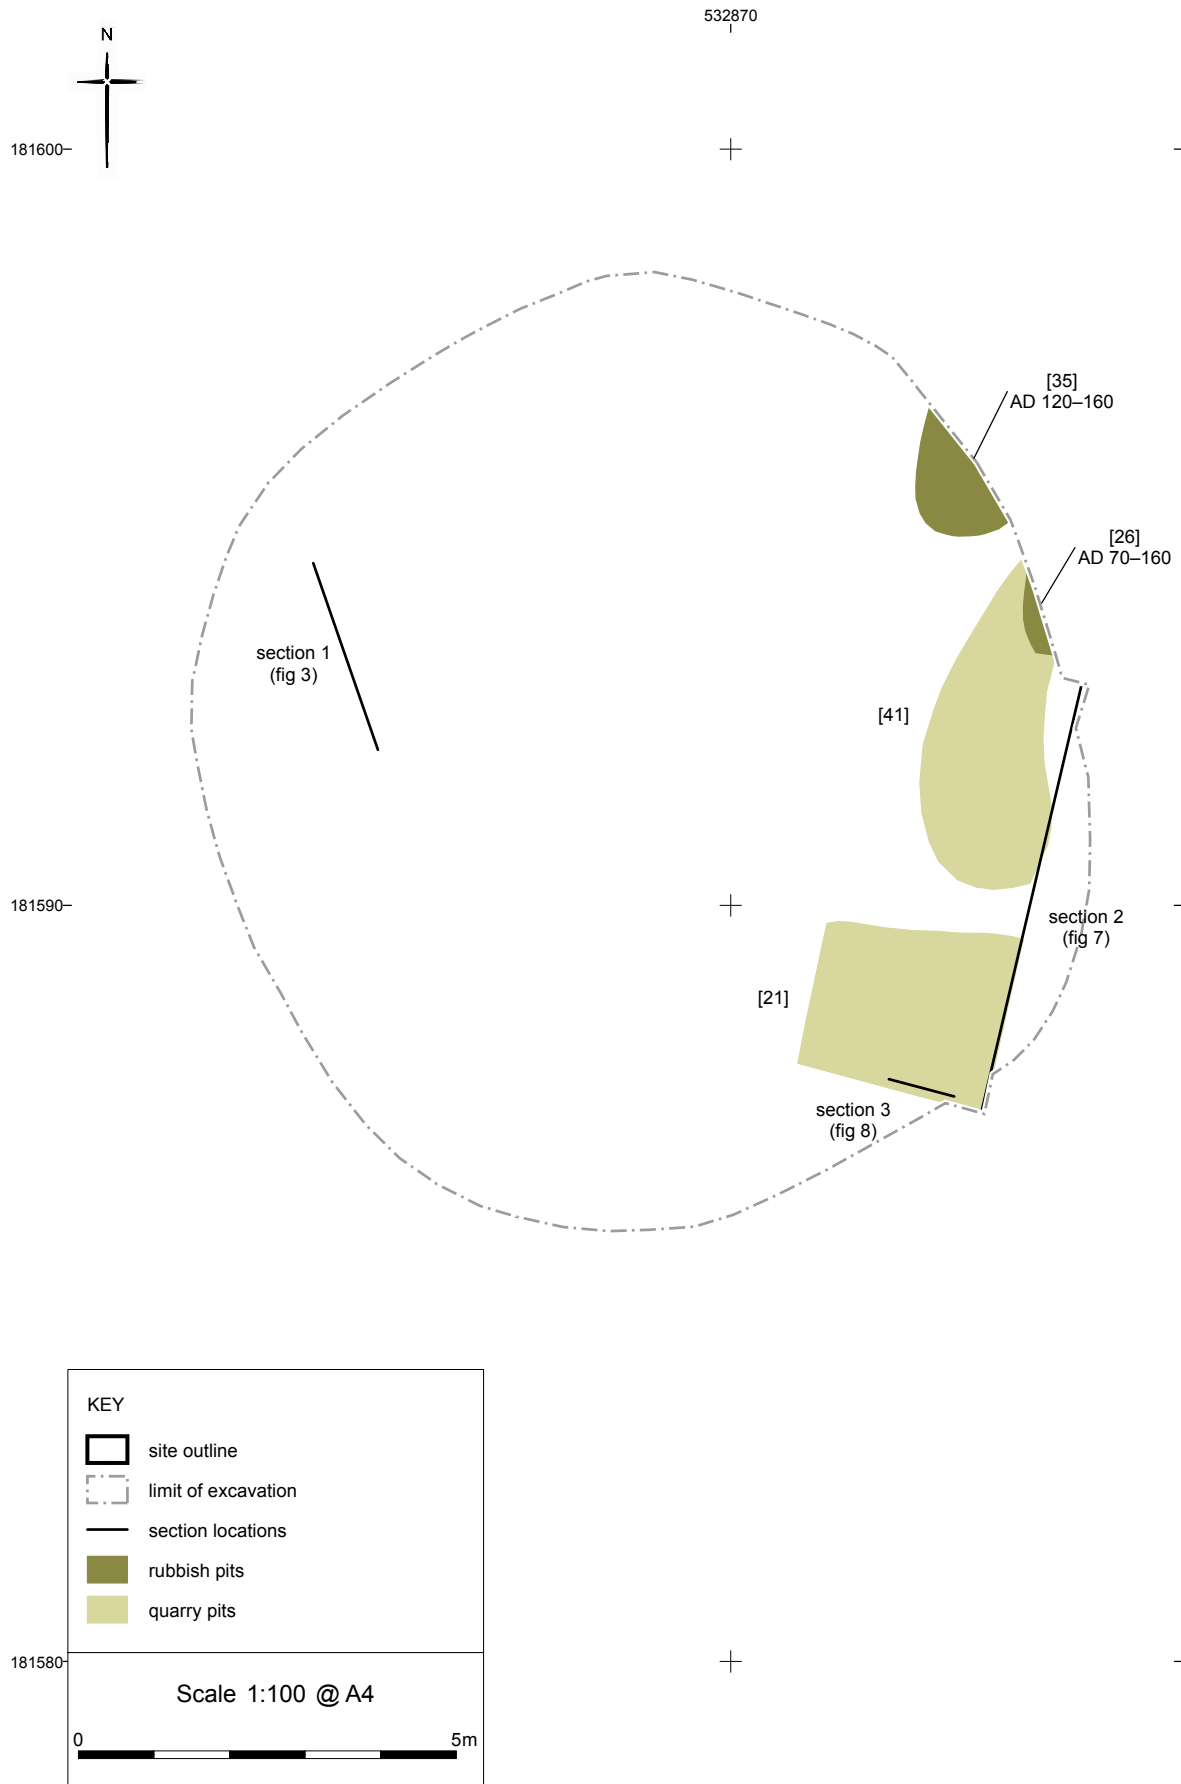 532870
N
181600
[35]
AD 120–160
[26]
AD 70–160
section 1
(fig 3)
[41]
181590
section 2
(fig 7)
[21]
section 3
(fig 8)
KEY
site outline
limit of excavation
section locations
rubbish pits
quarry pits
181580
Scale 1:100 @ A4
0 5m